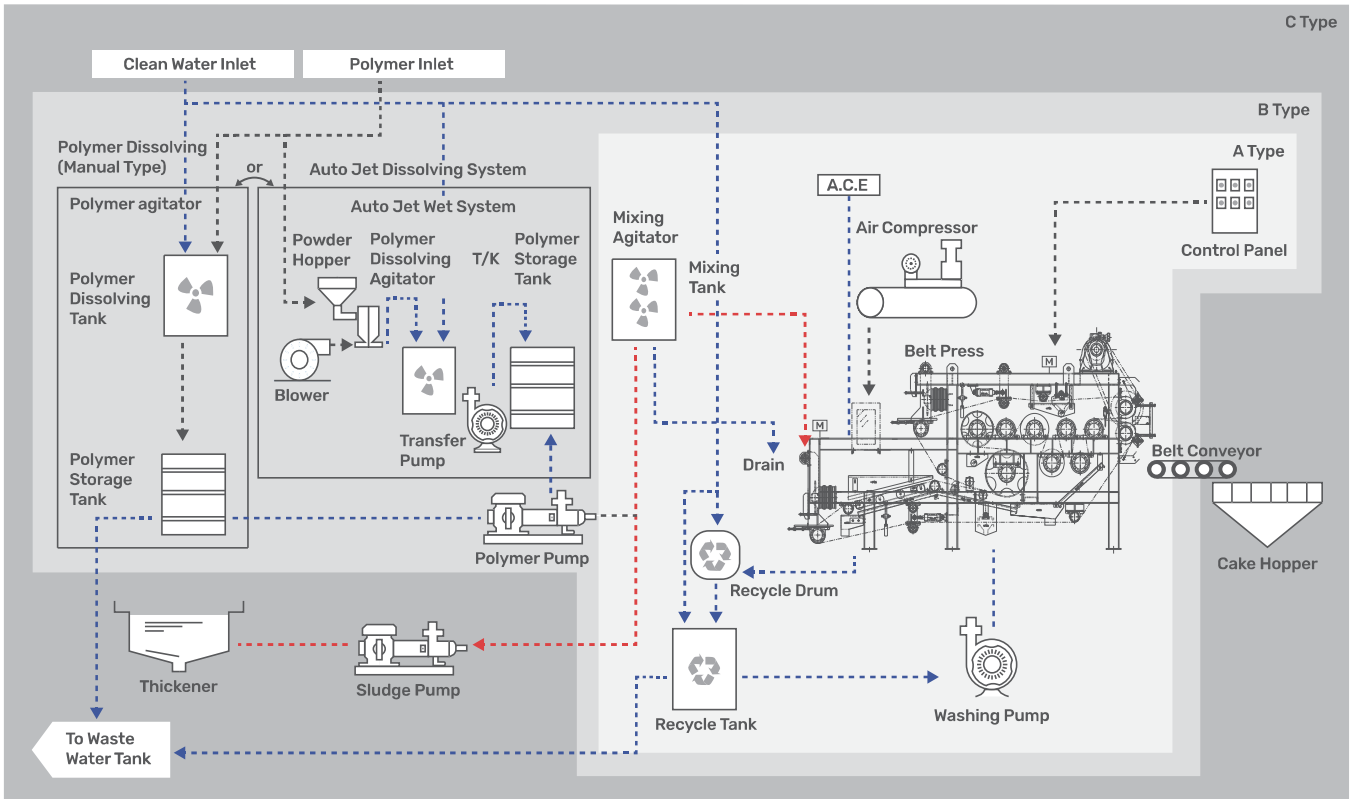 C Type
Clean Water Inlet
Polymer Inlet
B Type
Polymer Dissolving
(Manual Type)
or
Auto Jet Dissolving System
A Type
Polymer agitator
Auto Jet Wet System
A.C.E
Control Panel
Mixing
Agitator
Air Compressor
Powder
Hopper
Polymer
Dissolving
Agitator
T/K
Polymer
Storage
Tank
Mixing
Tank
Polymer
Dissolving
Tank
Belt Press
M
Blower
M
Transfer
Pump
Drain
Belt Conveyor
Polymer
Storage
Tank
Polymer Pump
Cake Hopper
Recycle Drum
Thickener
Sludge Pump
Recycle Tank
Washing Pump
To Waste
Water Tank